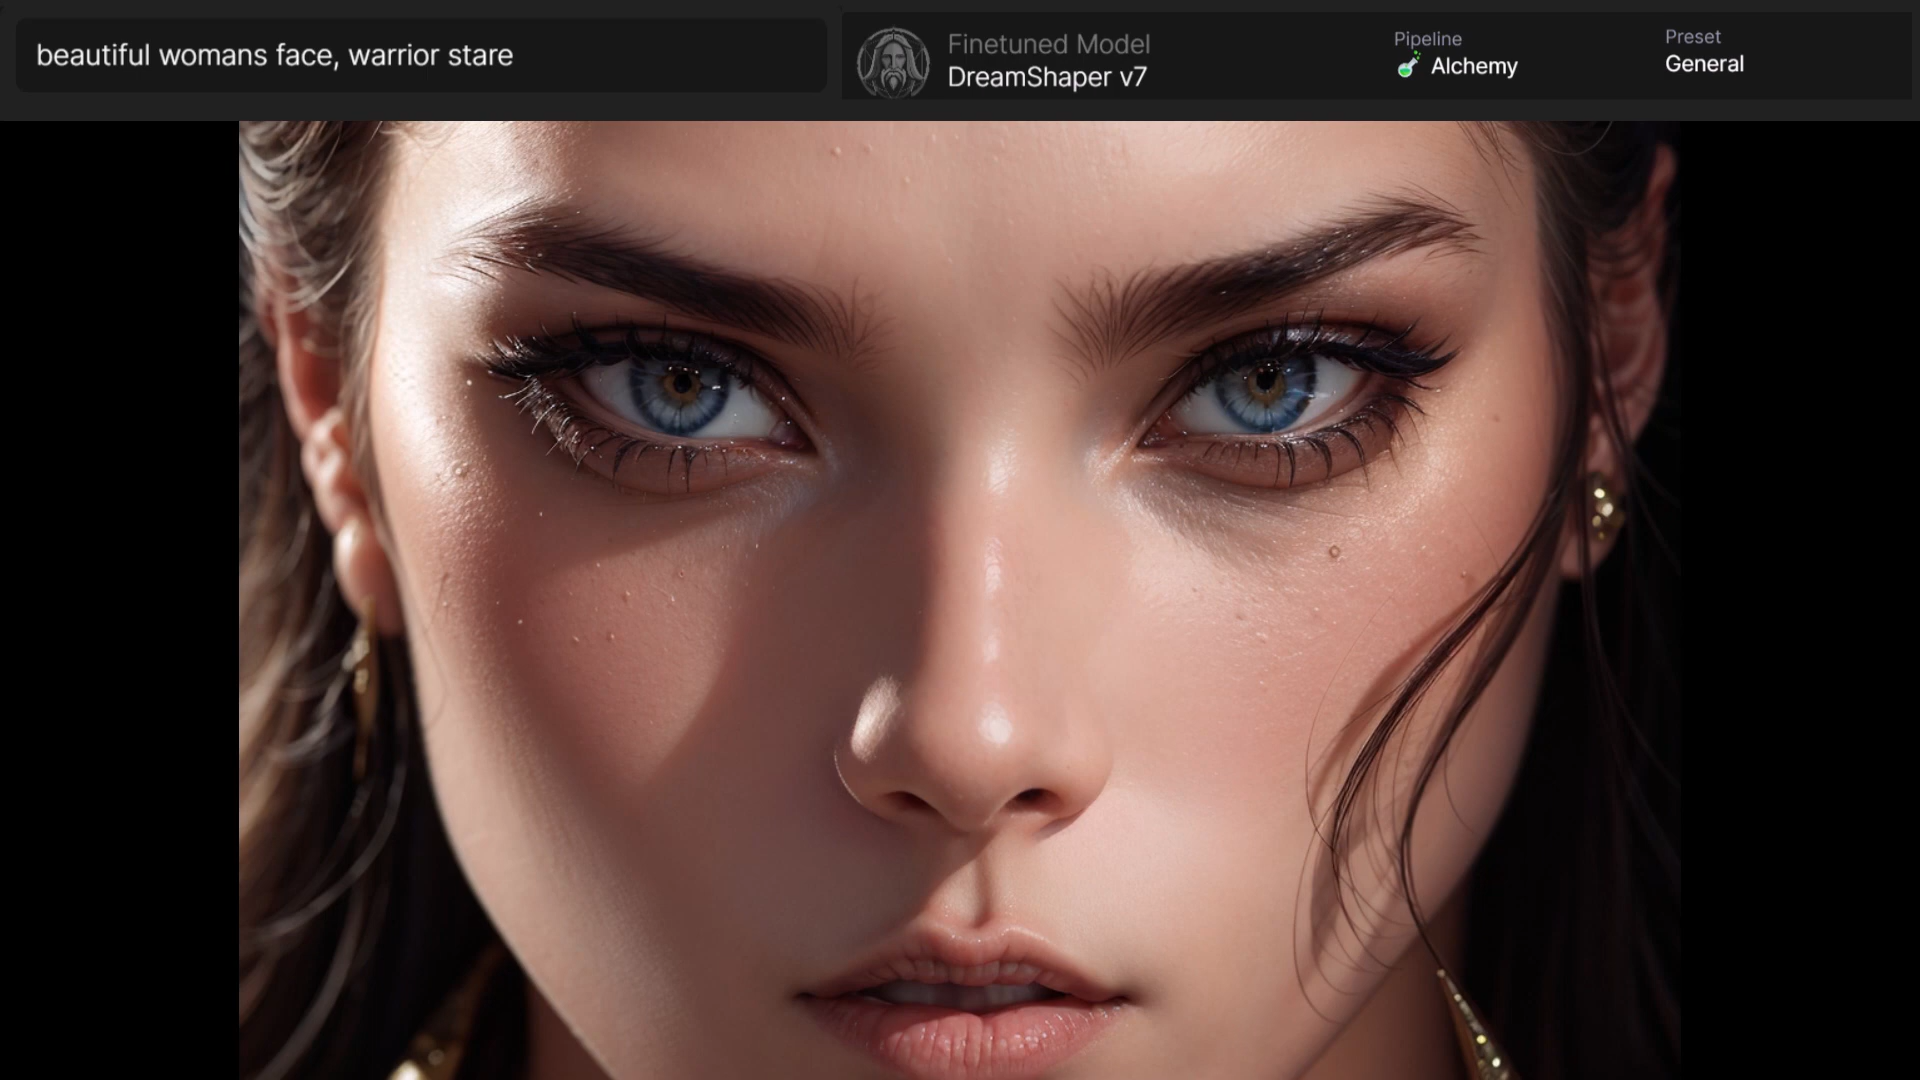 beautiful womans face, warrior stare
Finetuned Model
DreamShaper v7
Pipeline
Alchemy
Preset
General